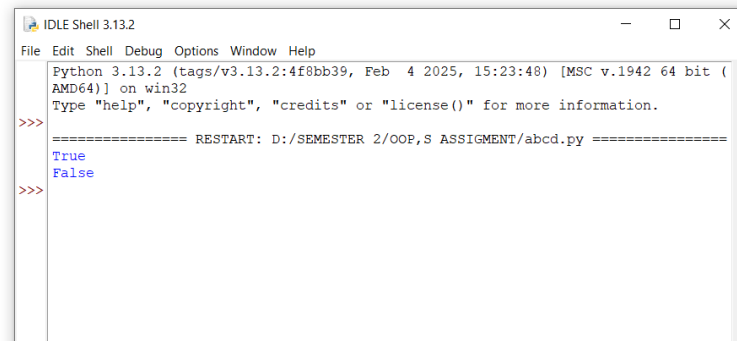 IDLE Shell 3.13.2
File Edit Shell Debug Options Window Help
Python 3.13.2 (tags/v3.13.2:4f8bb39, Feb  4 2025, 15:23:48) [MSC v.1942 64 bit (
AMD64)] on win32
Type "help", "copyright", "credits" or "license()" for more information.
>>>
================ RESTART: D:/SEMESTER 2/OOP,S ASSIGMENT/abcd.py ================
True
False
>>>